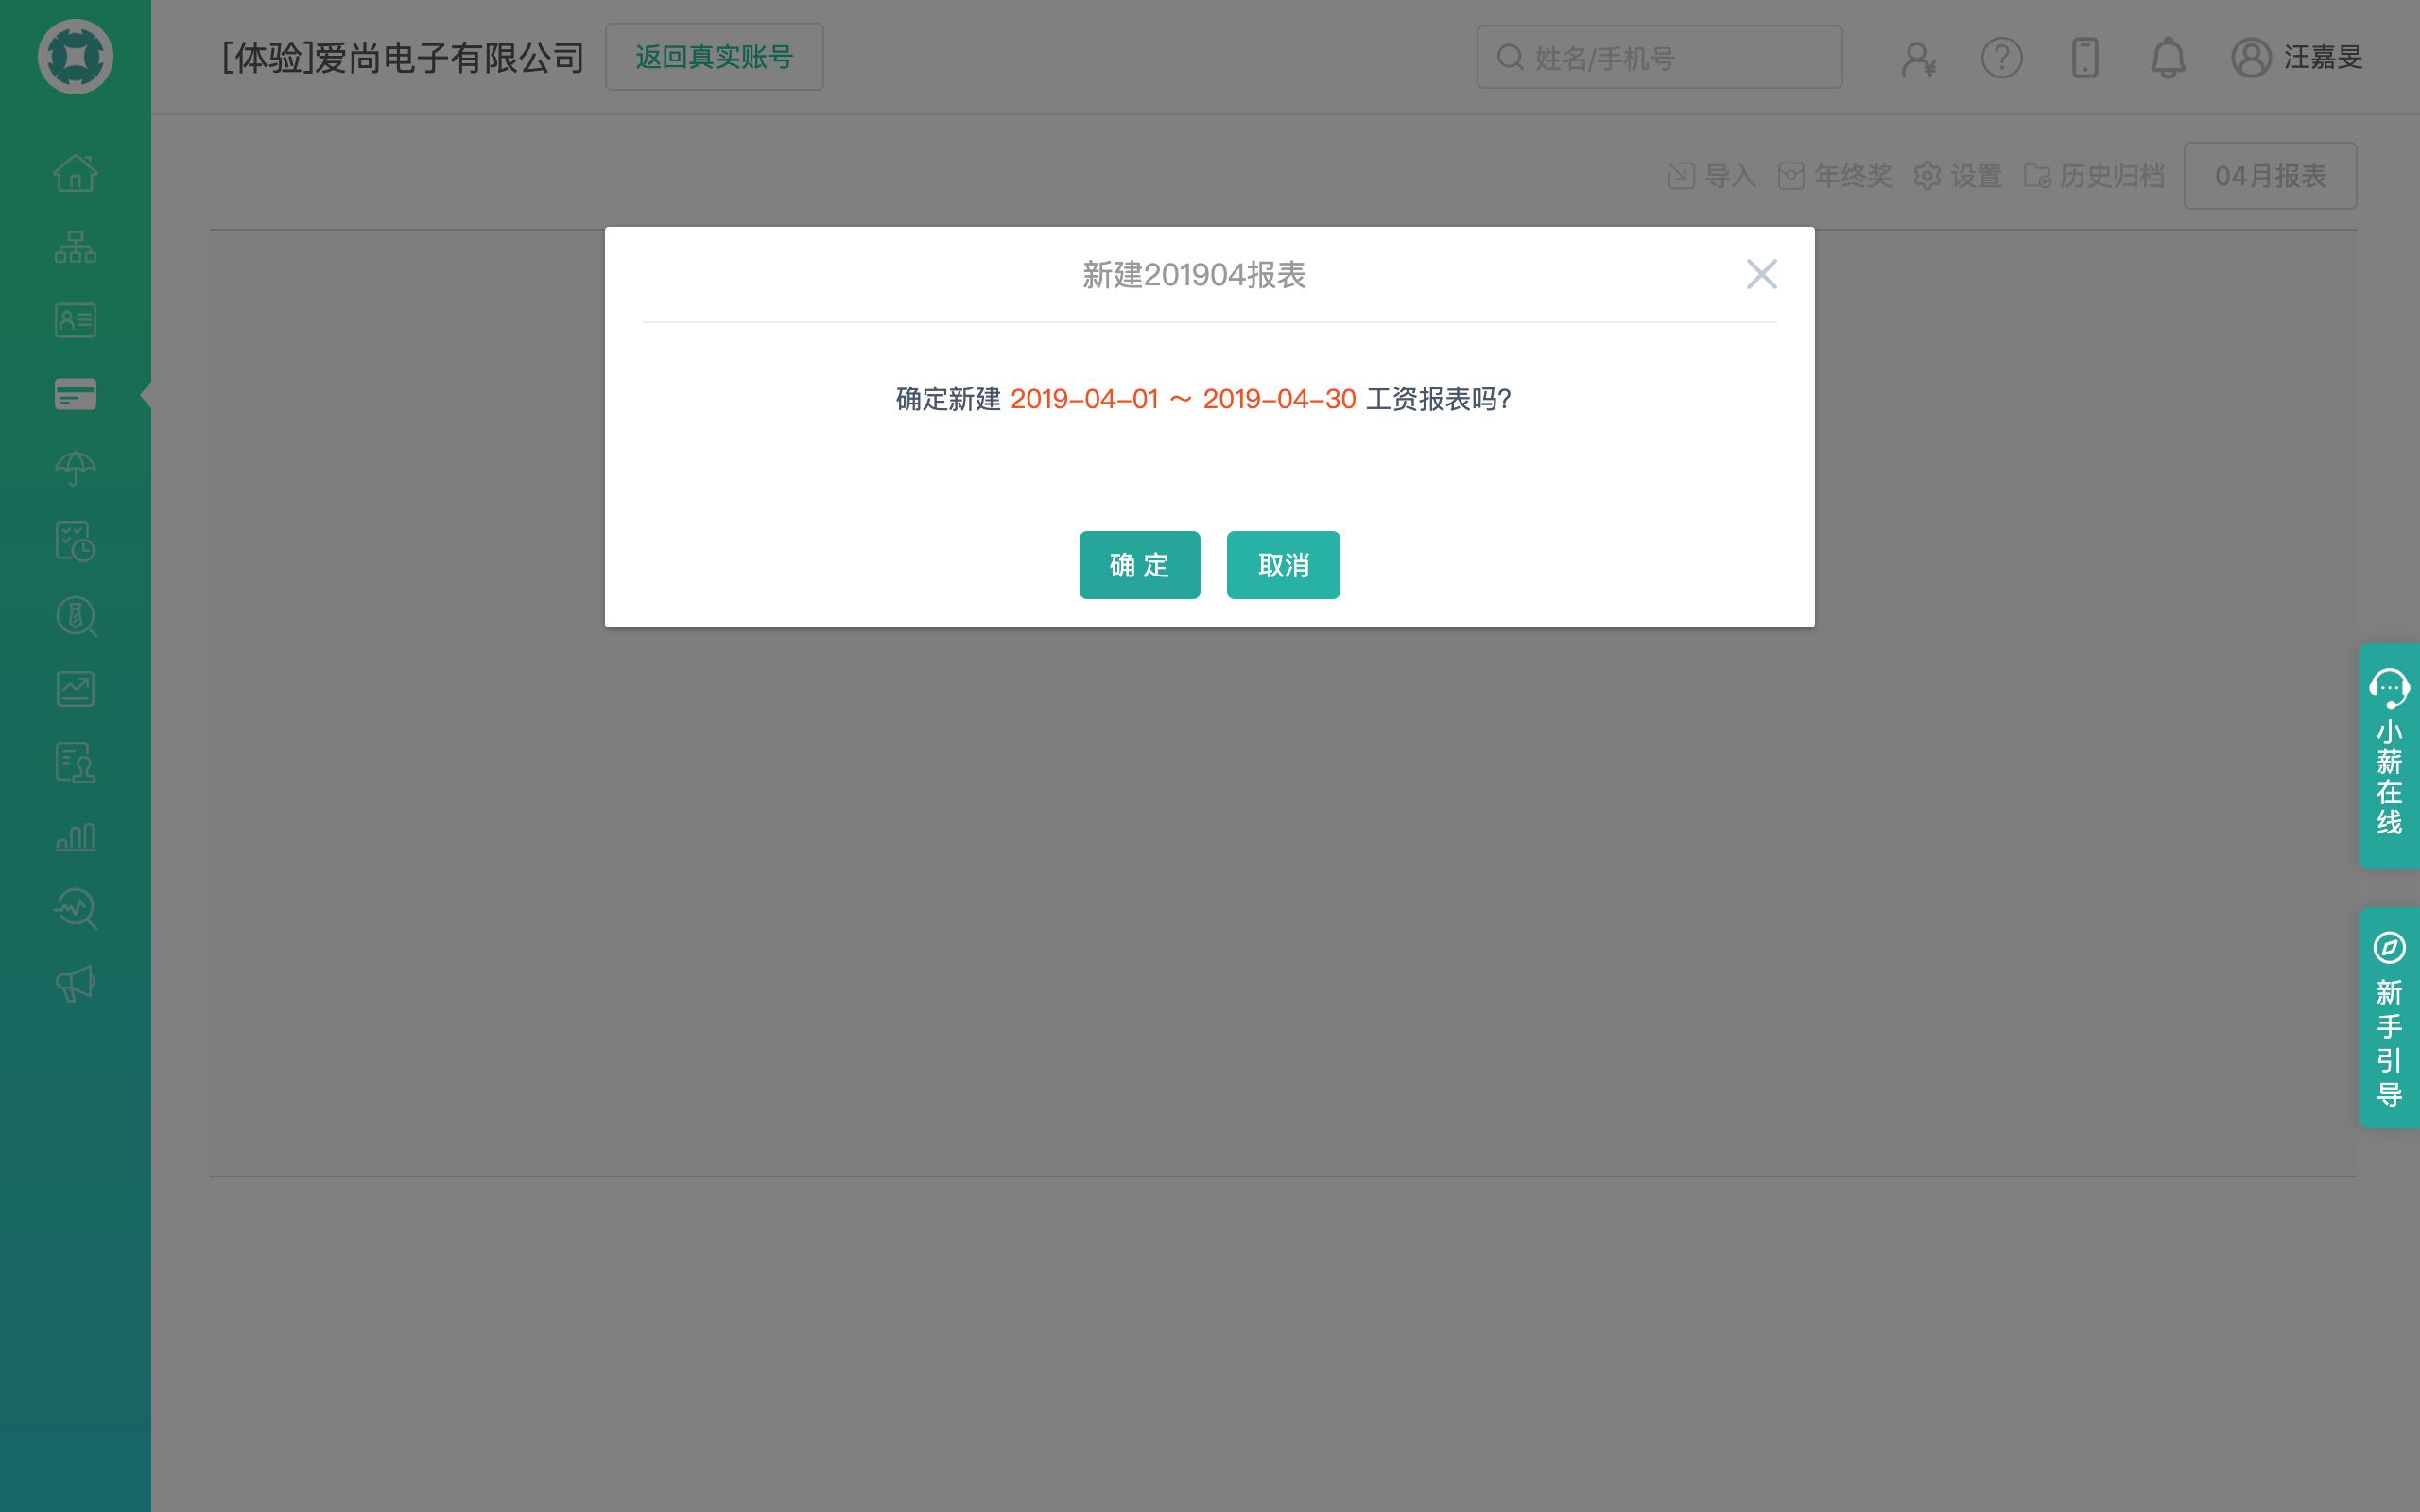 [体验]爱尚电子有限公司
返回真实账号
姓名/手机号
汪嘉旻
导入
年终奖
设置
历史归档
04月报表
新建201904报表
确定新建 2019-04-01 ～ 2019-04-30 工资报表吗?
确 定
取消
小薪在线
新手引导